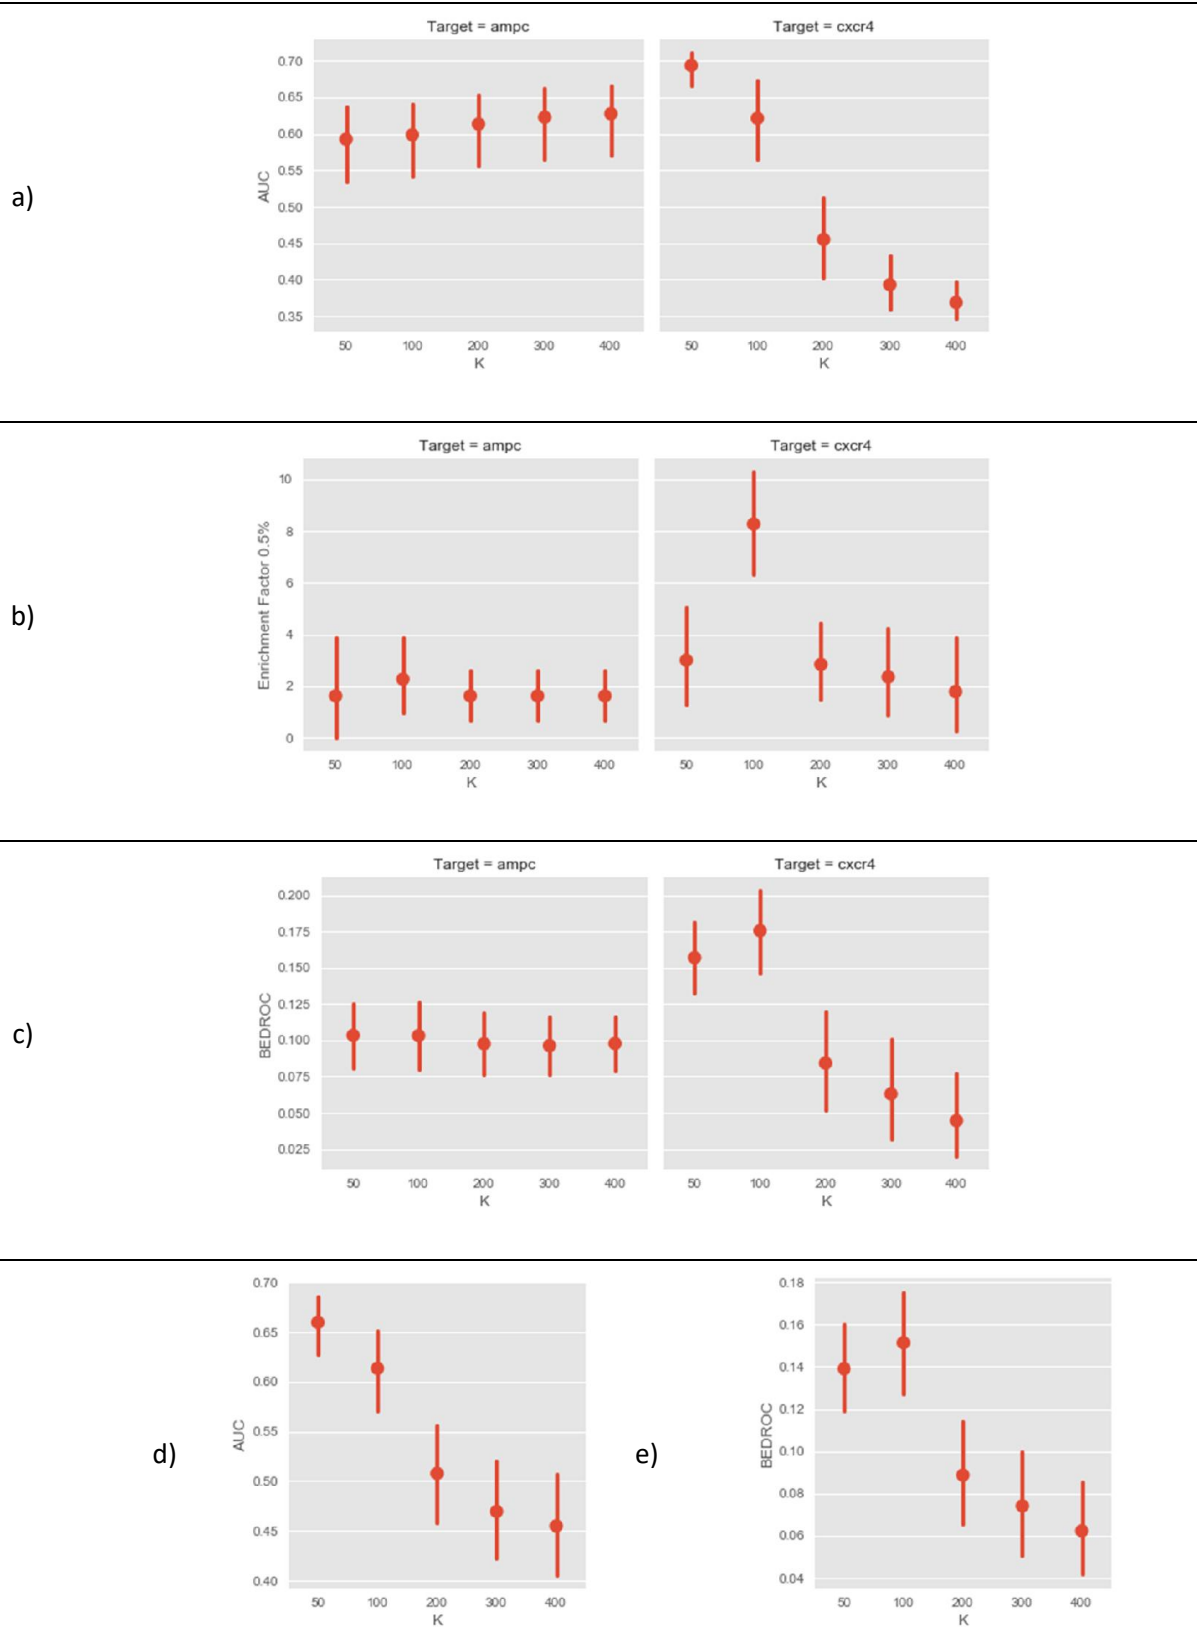 Target = ampc Target = cxcr4
0.70
0.65
0.60
0.55
0.50
0.45
0.40
0.35
AUC
a)
50 100 200 300 400 50 100 200 300 400
K K
Target = ampc Target = cxcr4
10
8
6
4
2
0
Enrichment Factor 0.5%
b)
50 100 200 300 400 50 100 200 300 400
K K
Target = ampc Target = cxcr4
0.200
0.175
0.150
0.125
0.100
0.075
0.050
0.025
BEDROC
c)
50 100 200 300 400 50 100 200 300 400
K K
0.70
0.65
0.60
0.55
0.50
0.45
0.40
AUC
d)
50 100 200 300 400
K
0.18
0.16
0.14
0.12
0.10
0.08
0.06
0.04
BEDROC
e)
50 100 200 300 400
K